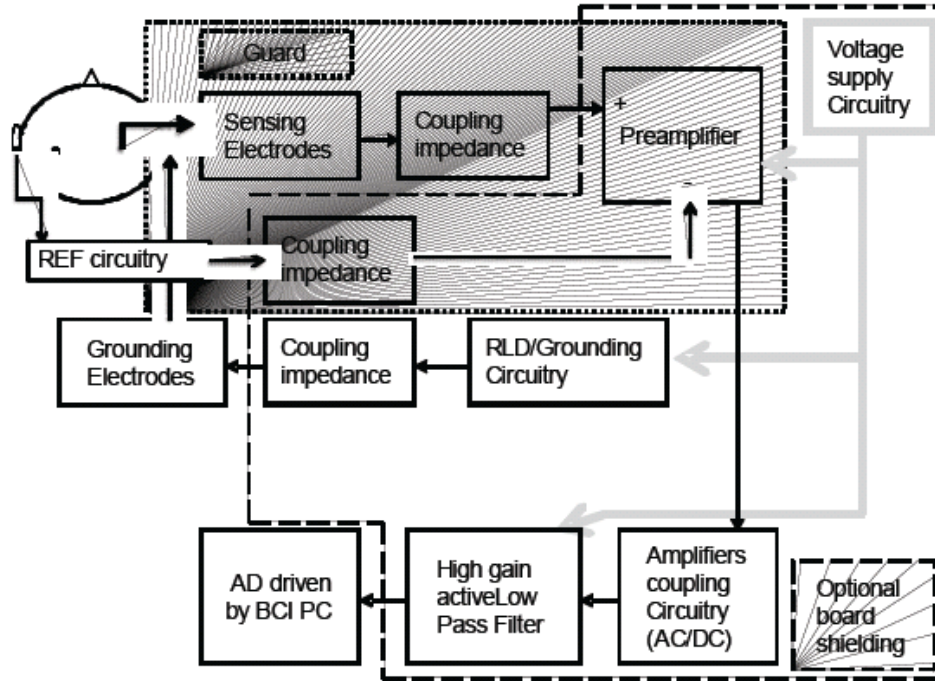 Guard
Voltage
supply
Circuitry
Sensing
Electrodes
Coupling
impedance
+
Preamplifier
-
REF circuitry
Coupling
impedance
Grounding
Electrodes
Coupling
impedance
RLD/Grounding
Circuitry
AD driven
by BCI PC
High gain
activeLow
Pass Filter
Amplifiers
coupling
Circuitry
(AC/DC)
Optional
board
shielding